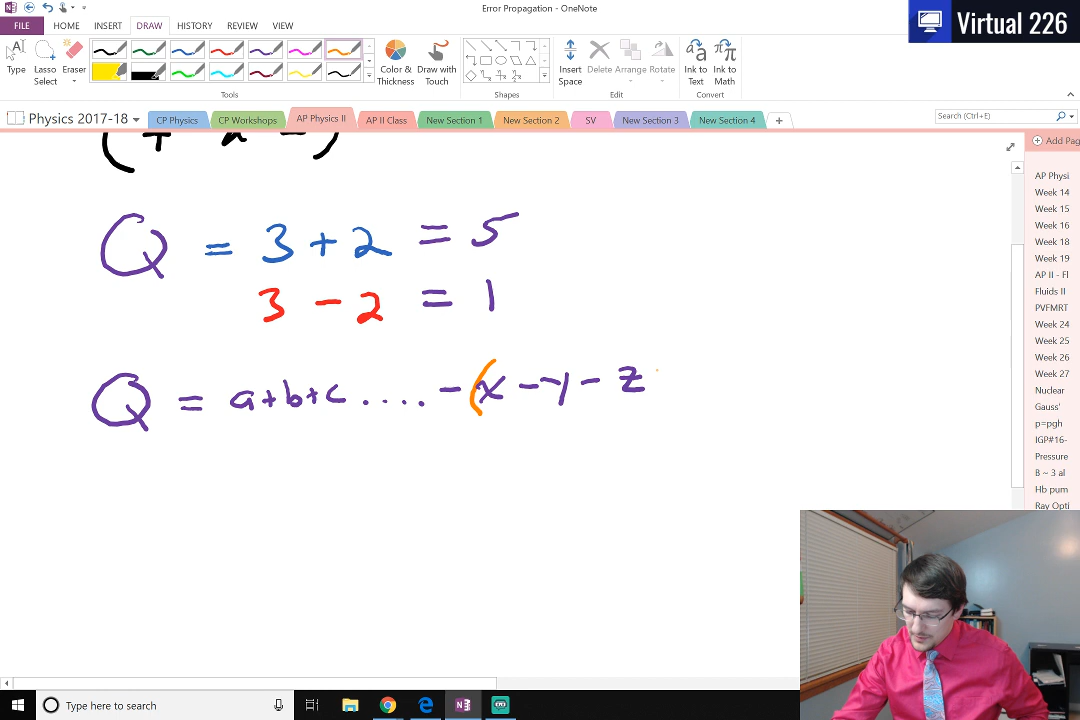 Error Propagation - OneNote
Virtual 226
FILE HOME INSERT DRAW HISTORY REVIEW VIEW
Type
Lasso Select
Eraser
Color & Thickness
Draw with Touch
Insert Space
Delete
Arrange
Rotate
Ink to Text
Ink to Math
Tools
Shapes
Edit
Convert
Physics 2017-18
CP Physics
CP Workshops
AP Physics II
AP II Class
New Section 1
New Section 2
SV
New Section 3
New Section 4
Search (Ctrl+E)
Add Pag
AP Physi
Week 14
Week 15
Week 16
Week 18
Week 19
AP II - Fl
Fluids II
PVFMRT
Week 24
Week 25
Week 26
Week 27
Nuclear
Gauss'
p=pgh
IGP#16-
Pressure
B ~ 3 al
Hb pum
Ray Opti
Q = 3 + 2 = 5
3 - 2 = 1
Q = a+b+c .... - (x - y - z
Type here to search